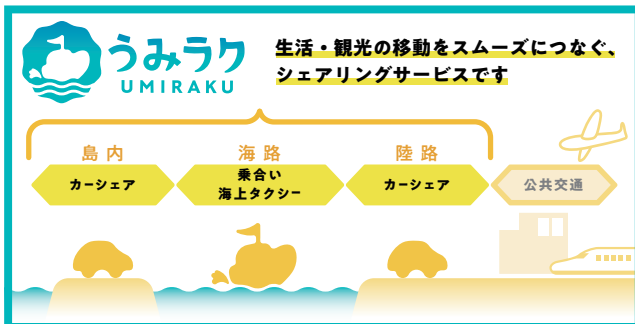 うみラク
UMIRAKU
生活・観光の移動をスムーズにつなぐ、
シェアリングサービスです
島内
海路
陸路
カーシェア
乗合い
海上タクシー
カーシェア
公共交通